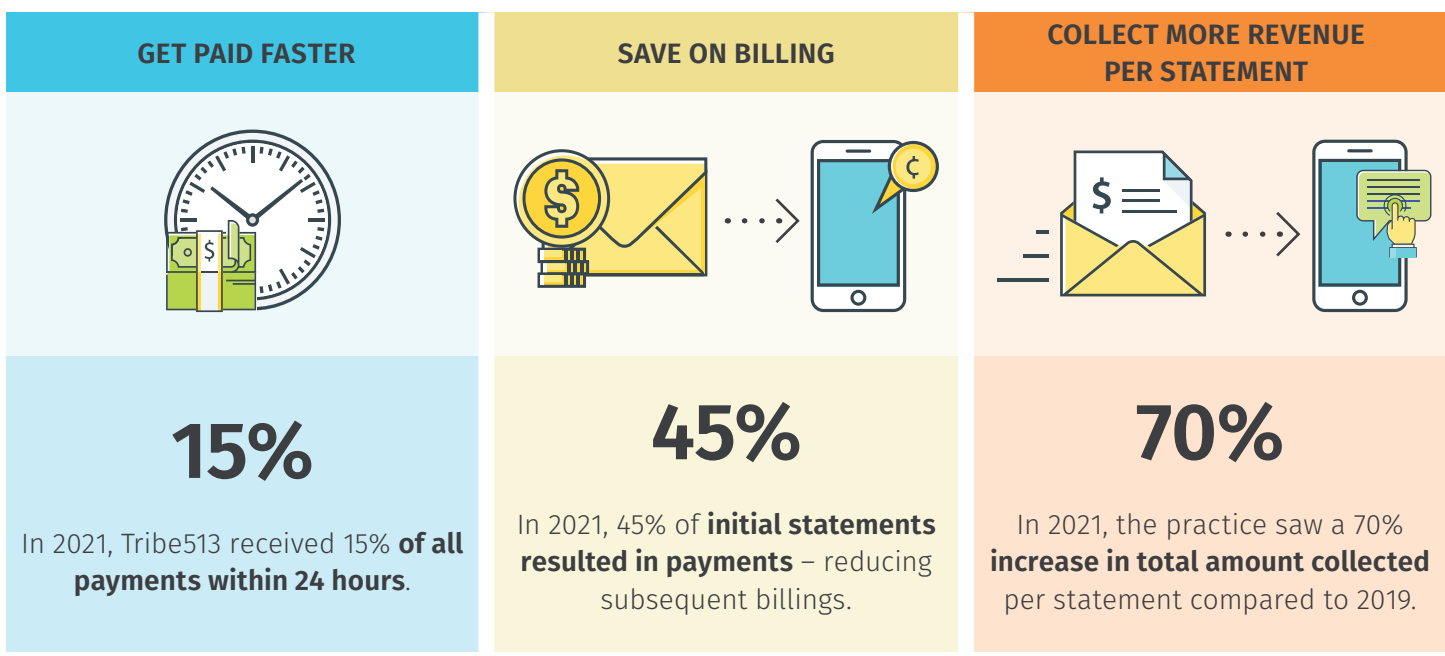 GET PAID FASTER
$
15%
In 2021, Tribe513 received 15% of all
payments within 24 hours.
SAVE ON BILLING
$
¢
45%
In 2021, 45% of initial statements
resulted in payments – reducing
subsequent billings.
COLLECT MORE REVENUE
PER STATEMENT
$
70%
In 2021, the practice saw a 70%
increase in total amount collected
per statement compared to 2019.